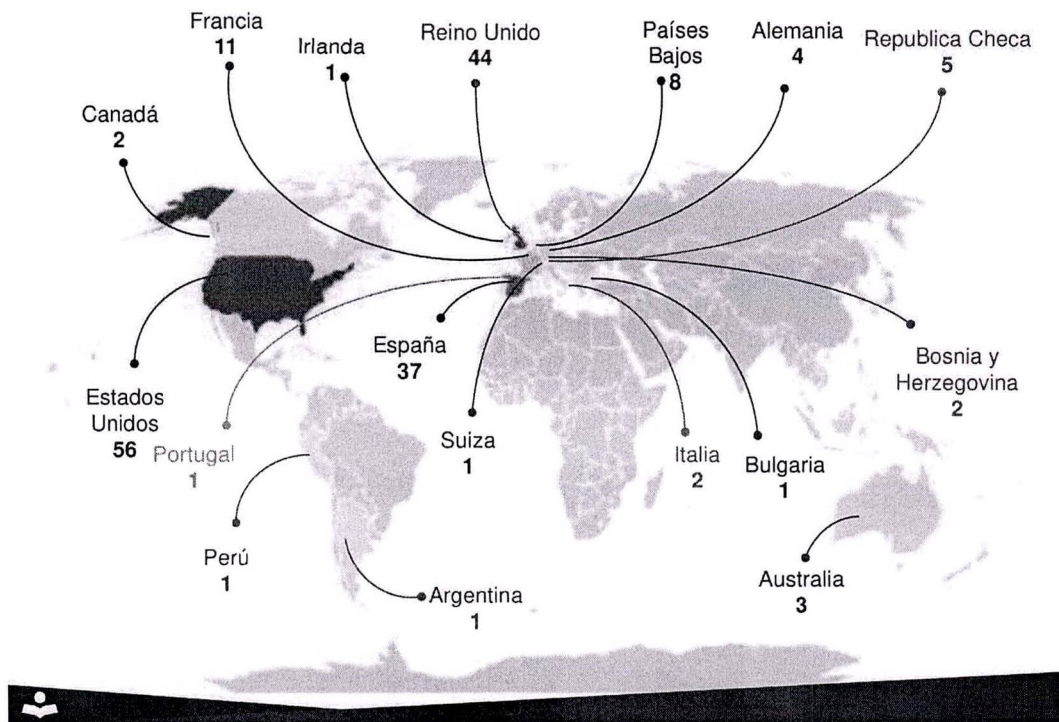 Francia
11
Irlanda
1
Reino Unido
44
Países
Bajos
8
Alemania
4
Republica Checa
5
Canadá
2
España
37
Estados
Unidos
56
Portugal
1
Suiza
1
Italia
2
Bulgaria
1
Bosnia y
Herzegovina
2
Perú
1
Argentina
1
Australia
3